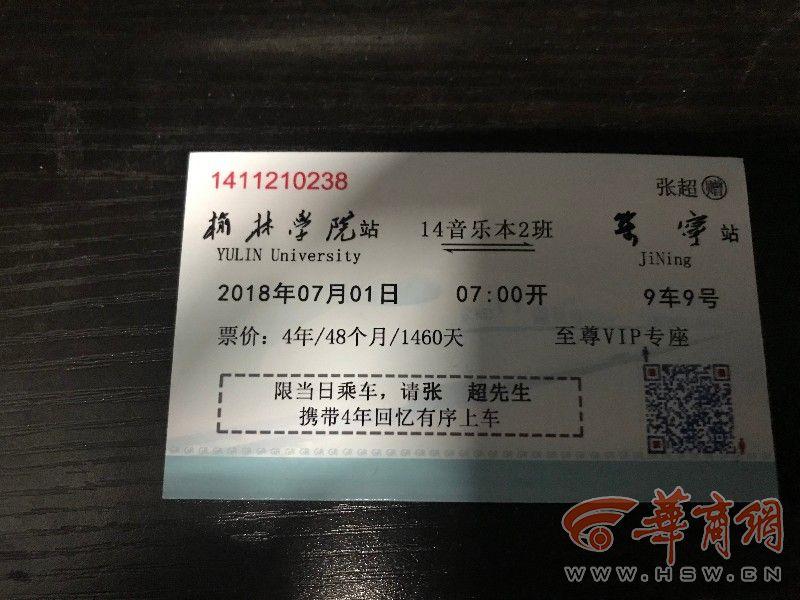 1411210238
张超 赠
榆林学院站 14音乐本2班 集宁站
YULIN University JiNing
2018年07月01日 07:00开 9车9号
票价：4年/48个月/1460天 至尊VIP专座
限当日乘车，请张 超先生
携带4年回忆有序上车
華商網
WWW.HSW.CN